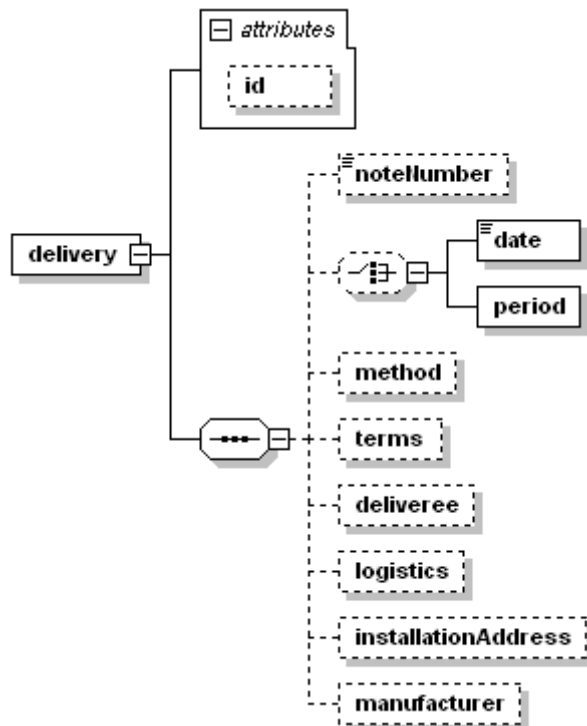 attributes
id
noteNumber
delivery
date
period
method
terms
deliveree
logistics
installationAddress
manufacturer